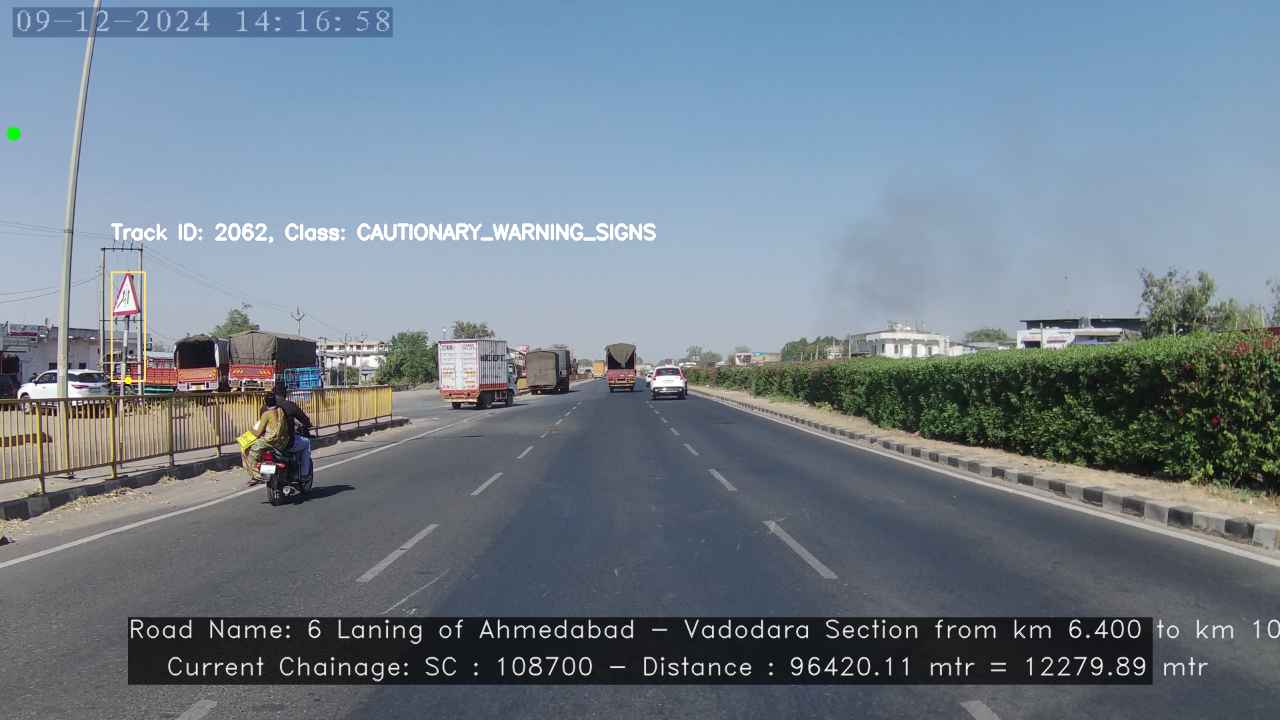 09-12-2024 14:16:58
Track ID: 2062, Class: CAUTIONARY_WARNING_SIGNS
Road Name: 6 Laning of Ahmedabad - Vadodara Section from km 6.400 to km 10
Current Chainage: SC : 108700 - Distance : 96420.11 mtr = 12279.89 mtr